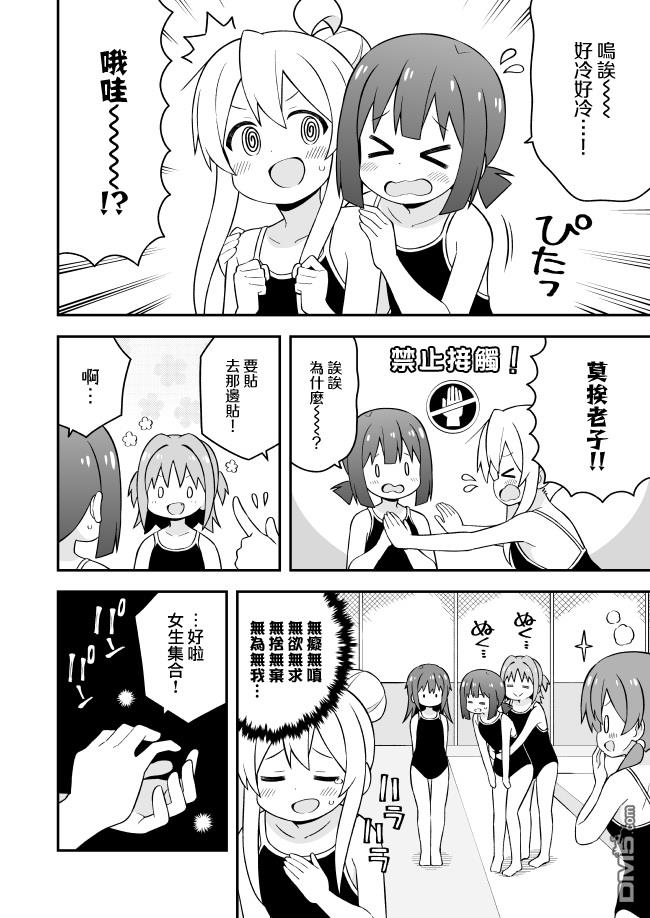 嗚誒～～
好冷好冷…！
哦哇～～～～!?
ぴたっ
莫挨老子!!
禁止接觸！
誒誒
為什麼～～？
要貼
去那邊貼！
啊…
ぬく…
ぬく…
無癡無嗔
無欲無求
無捨無棄
無為無我…
ハラ
ハラ
…好啦
女生集合！
パン
パン
DM5.com